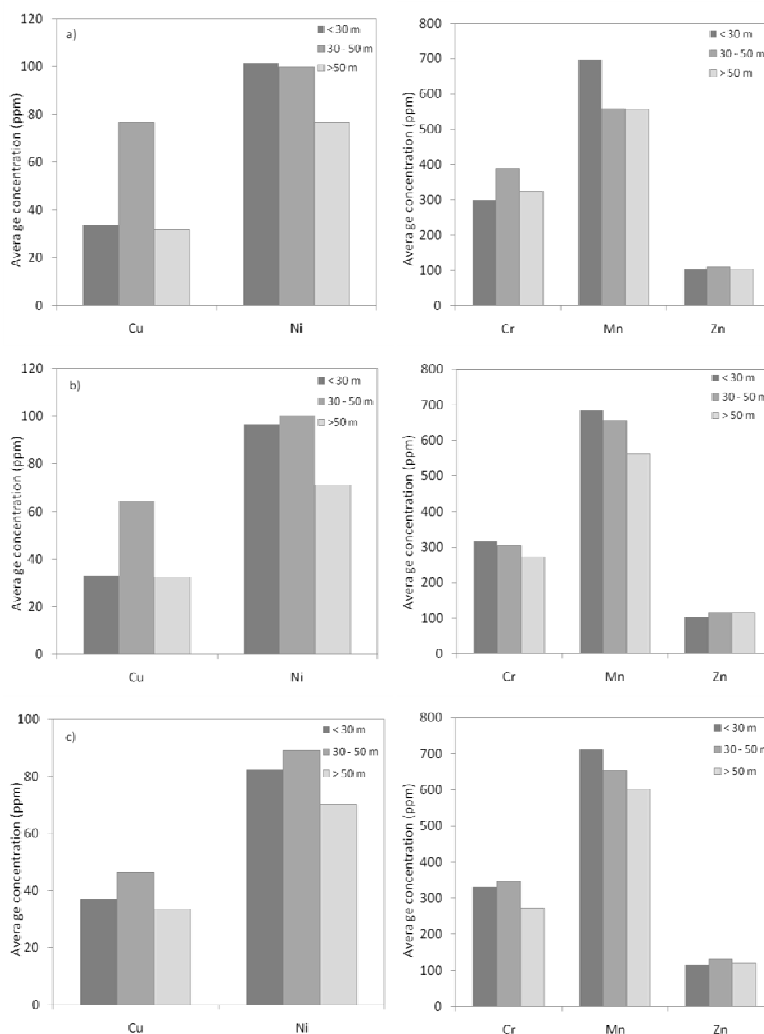 a)
120
100
80
60
40
20
0
Average concentration (ppm)
Cu
Ni
< 30 m
30 - 50 m
>50 m
800
700
600
500
400
300
200
100
0
Average concentration (ppm)
Cr
Mn
Zn
< 30 m
30 - 50 m
> 50 m
b)
120
100
80
60
40
20
0
Average concentration (ppm)
Cu
Ni
< 30 m
30 - 50 m
>50 m
800
700
600
500
400
300
200
100
0
Average concentration (ppm)
Cr
Mn
Zn
< 30 m
30 - 50 m
> 50 m
c)
100
80
60
40
20
0
Average concentration (ppm)
Cu
Ni
< 30 m
30 - 50 m
> 50 m
800
700
600
500
400
300
200
100
0
Average concentration (ppm)
Cr
Mn
Zn
< 30 m
30 - 50 m
> 50 m